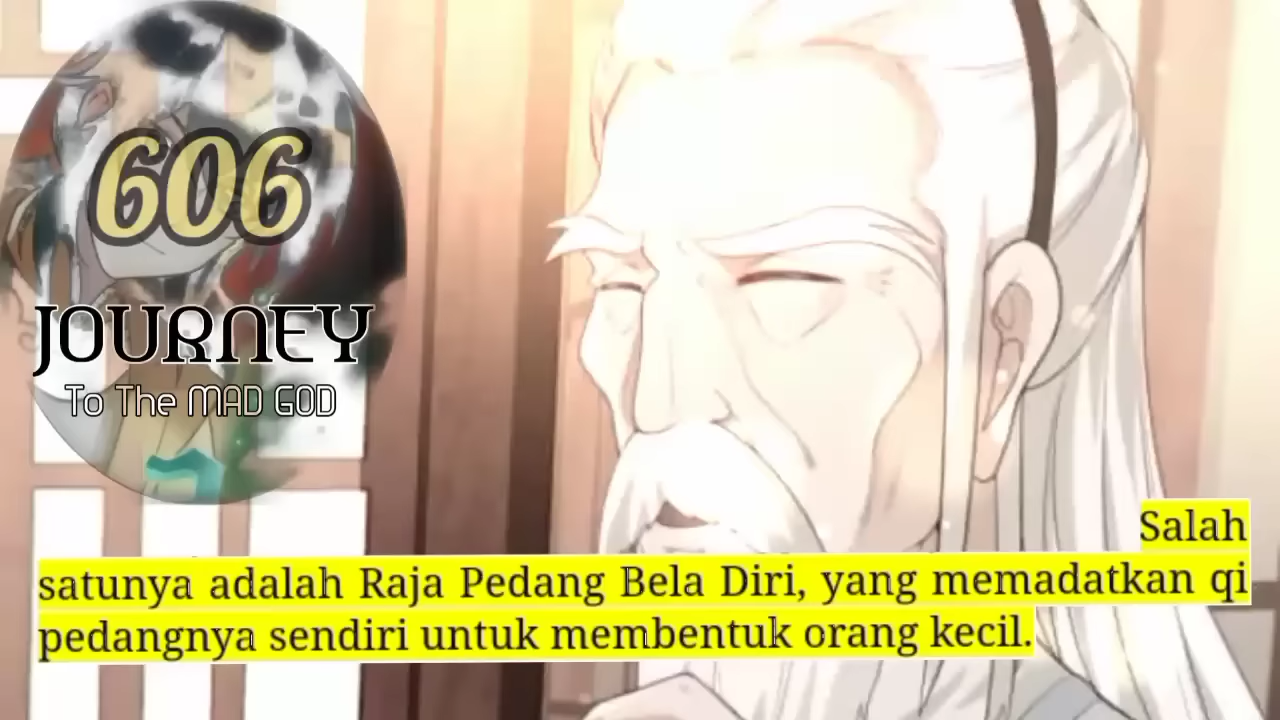 606
JOURNEY
To The MAD GOD
Salah
satunya adalah Raja Pedang Bela Diri, yang memadatkan qi
pedangnya sendiri untuk membentuk orang kecil.